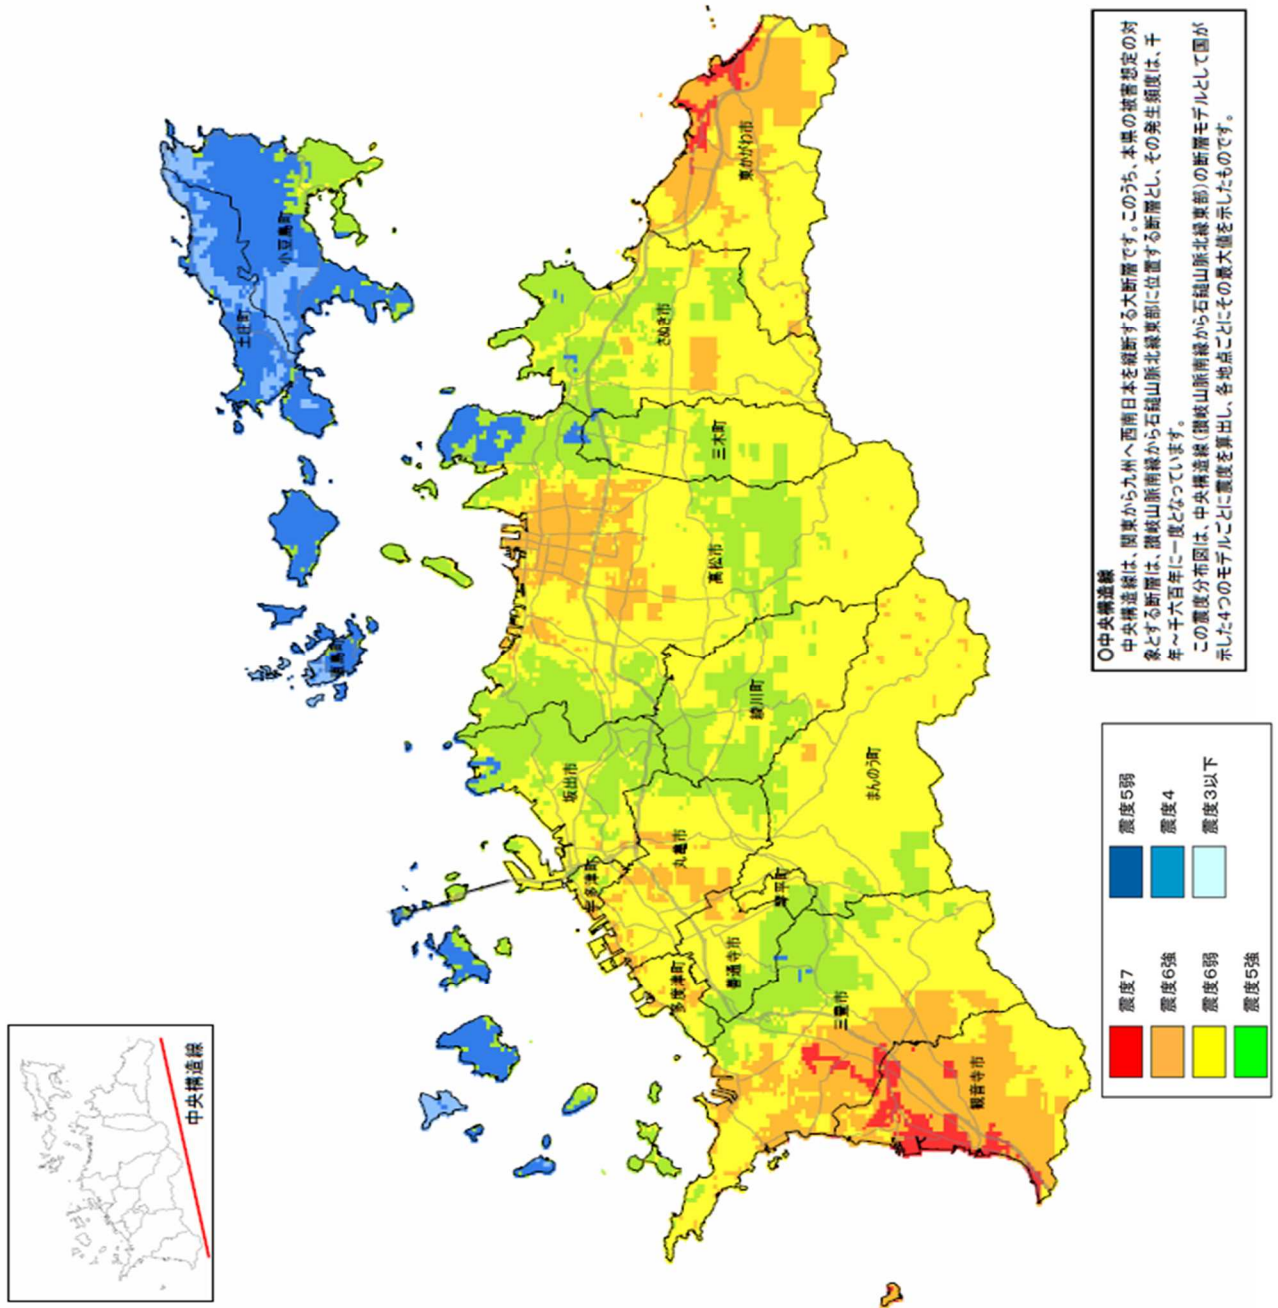 中央構造線
土庄町
小豆島町
直島町
東かがわ市
さぬき市
三木町
高松市
綾川町
坂出市
宇多津町
丸亀市
まんのう町
琴平町
善通寺市
多度津町
三豊市
観音寺市
震度7
震度6強
震度6弱
震度5強
震度5弱
震度4
震度3以下
〇中央構造線
中央構造線は、関東から九州へ西南日本を縦断する大断層です。このうち、本県の被害想定の対
象とする断層は、讃岐山脈南縁から石鎚山脈北縁東部に位置する断層とし、その発生頻度は、千
年～千六百年に一度となっています。
この震度分布図は、中央構造線(讃岐山脈南縁から石鎚山脈北縁東部)の断層モデルとして国が
示した4つのモデルごとに震度を算出し、各地点ごとにその最大値を示したものです。